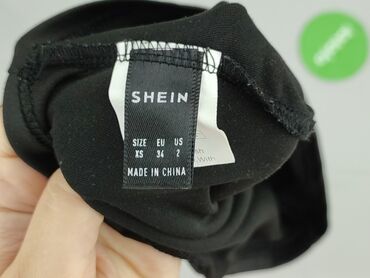 SHEIN
SIZE EU US
XS 34 2
MADE IN CHINA